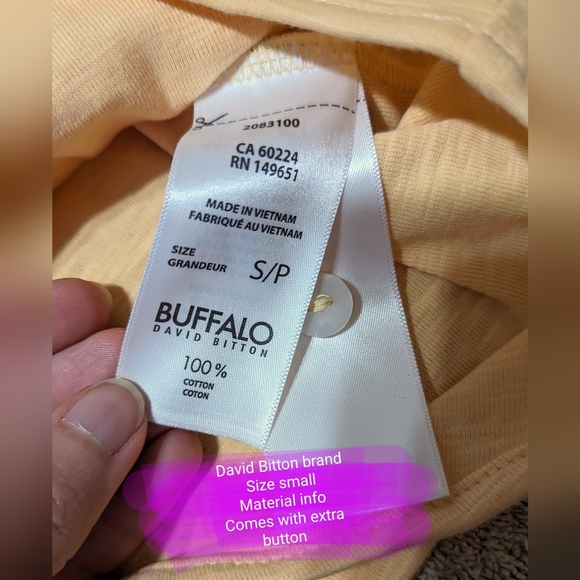 2083100
CA 60224
RN 149651
MADE IN VIETNAM
FABRIQUÉ AU VIETNAM
SIZE
GRANDEUR
S/P
BUFFALO
DAVID BITTON
100%
COTTON
COTON
David Bitton brand
Size small
Material info
Comes with extra
button